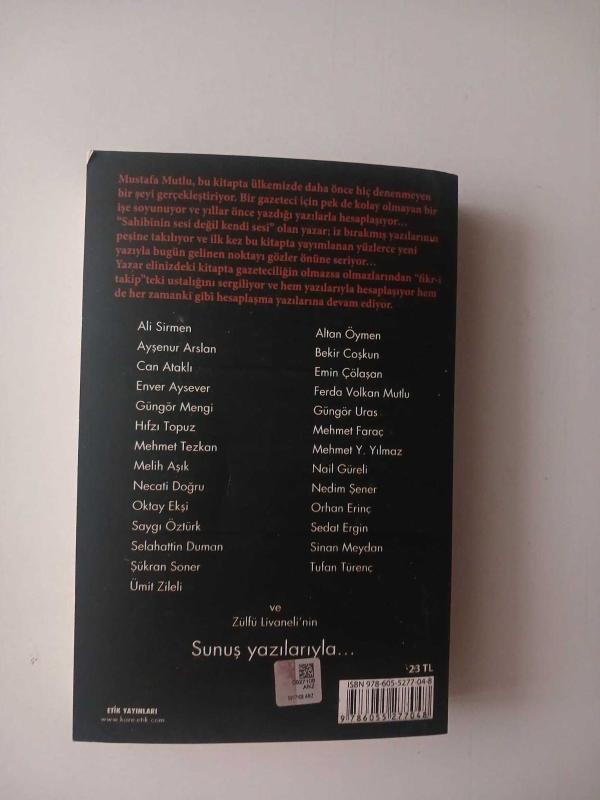 Mustafa Mutlu, bu kitapta ülkemizde daha önce hiç denenmeyen
bir şeyi gerçekleştiriyor. Bir gazeteci için pek de kolay olmayan bir
işe soyunuyor ve yıllar önce yazdığı yazılarla hesaplaşıyor...
"Sahibinin sesi değil kendi sesi" olan yazar; iz bırakmış yazılarının
peşine takılıyor ve ilk kez bu kitapta yayımlanan yüzlerce yeni
yazıyla bugün gelinen noktayı gözler önüne seriyor...
Yazar elinizdeki kitapta gazeteciliğin olmazsa olmazlarından "fikr-i
takip"teki ustalığını sergiliyor ve hem yazılarıyla hesaplaşıyor hem
de her zamanki gibi hesaplaşma yazılarına devam ediyor.
Ali Sirmen
Ayşenur Arslan
Can Ataklı
Enver Aysever
Güngör Mengi
Hıfzı Topuz
Mehmet Tezkan
Melih Aşık
Necati Doğru
Oktay Ekşi
Saygı Öztürk
Selahattin Duman
Şükran Soner
Ümit Zileli
Altan Öymen
Bekir Coşkun
Emin Çölaşan
Ferda Volkan Mutlu
Güngör Uras
Mehmet Faraç
Mehmet Y. Yılmaz
Nail Güreli
Nedim Şener
Orhan Erinç
Sedat Ergin
Sinan Meydan
Tufan Türenç
ve
Zülfü Livaneli'nin
Sunuş yazılarıyla...
23 TL
ISBN 978-605-5277-04-8
9 786055 277048
ETİK YAYINLARI
www.kore-etik.com